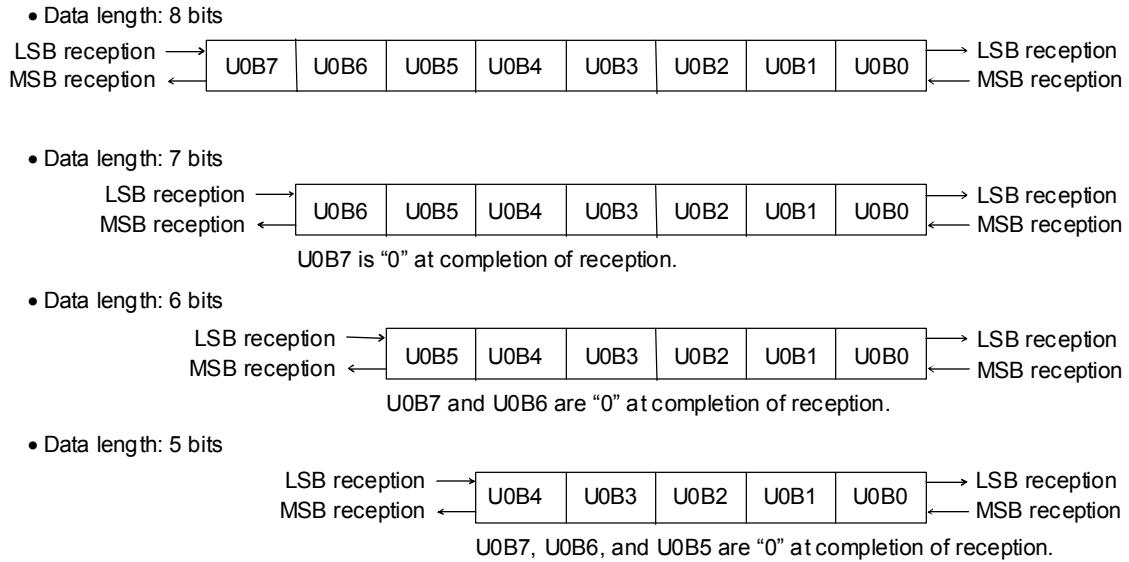 • Data length: 8 bits
LSB reception U0B7 U0B6 U0B5 U0B4 U0B3 U0B2 U0B1 U0B0 LSB reception
MSB reception MSB reception
• Data length: 7 bits
LSB reception U0B6 U0B5 U0B4 U0B3 U0B2 U0B1 U0B0 LSB reception
MSB reception MSB reception
U0B7 is “0” at completion of reception.
• Data length: 6 bits
LSB reception U0B5 U0B4 U0B3 U0B2 U0B1 U0B0 LSB reception
MSB reception MSB reception
U0B7 and U0B6 are “0” at completion of reception.
• Data length: 5 bits
LSB reception U0B4 U0B3 U0B2 U0B1 U0B0 LSB reception
MSB reception MSB reception
U0B7, U0B6, and U0B5 are “0” at completion of reception.